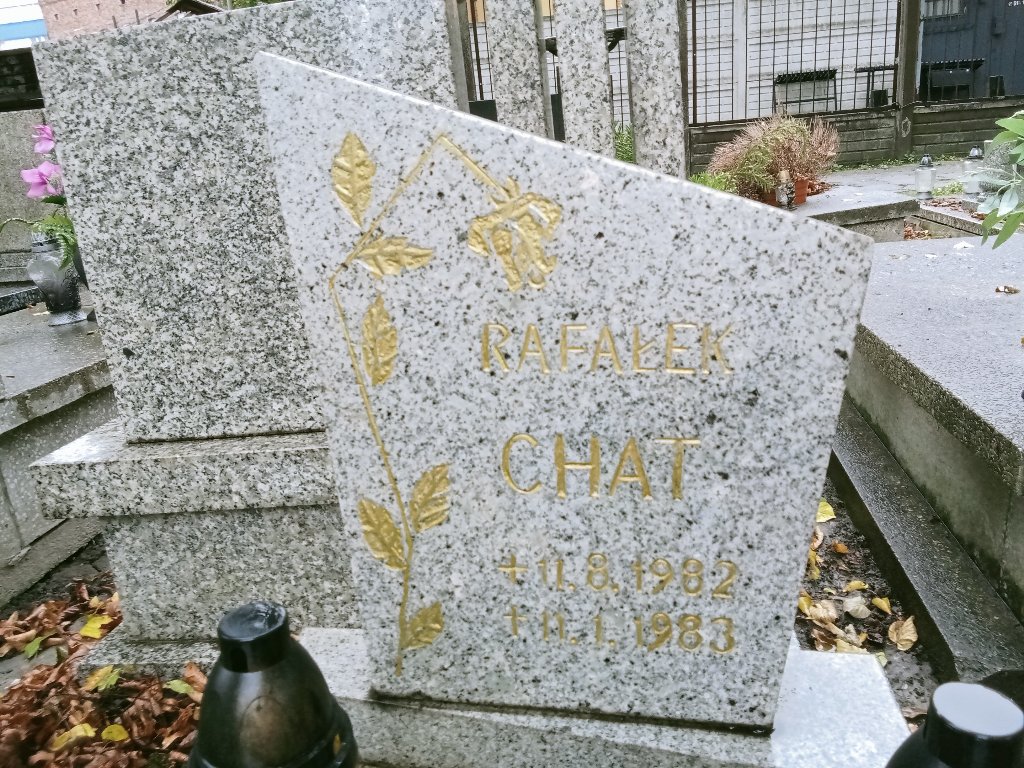 RAFAŁEK
CHAT
+ 11. 8. 1982
+ 11. 1. 1983